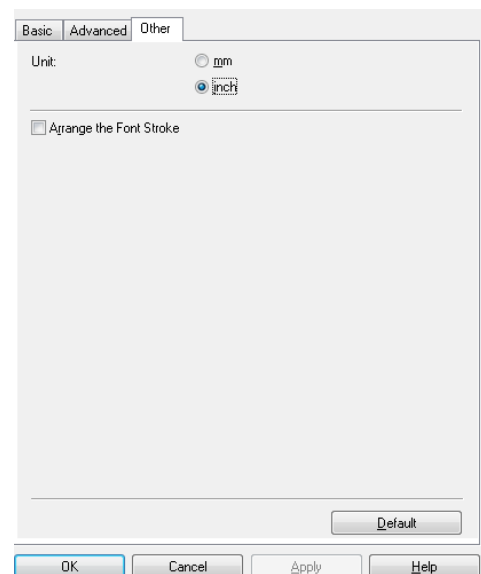 Basic Advanced Other
Unit: mm
inch
Arrange the Font Stroke
Default
OK Cancel Apply Help